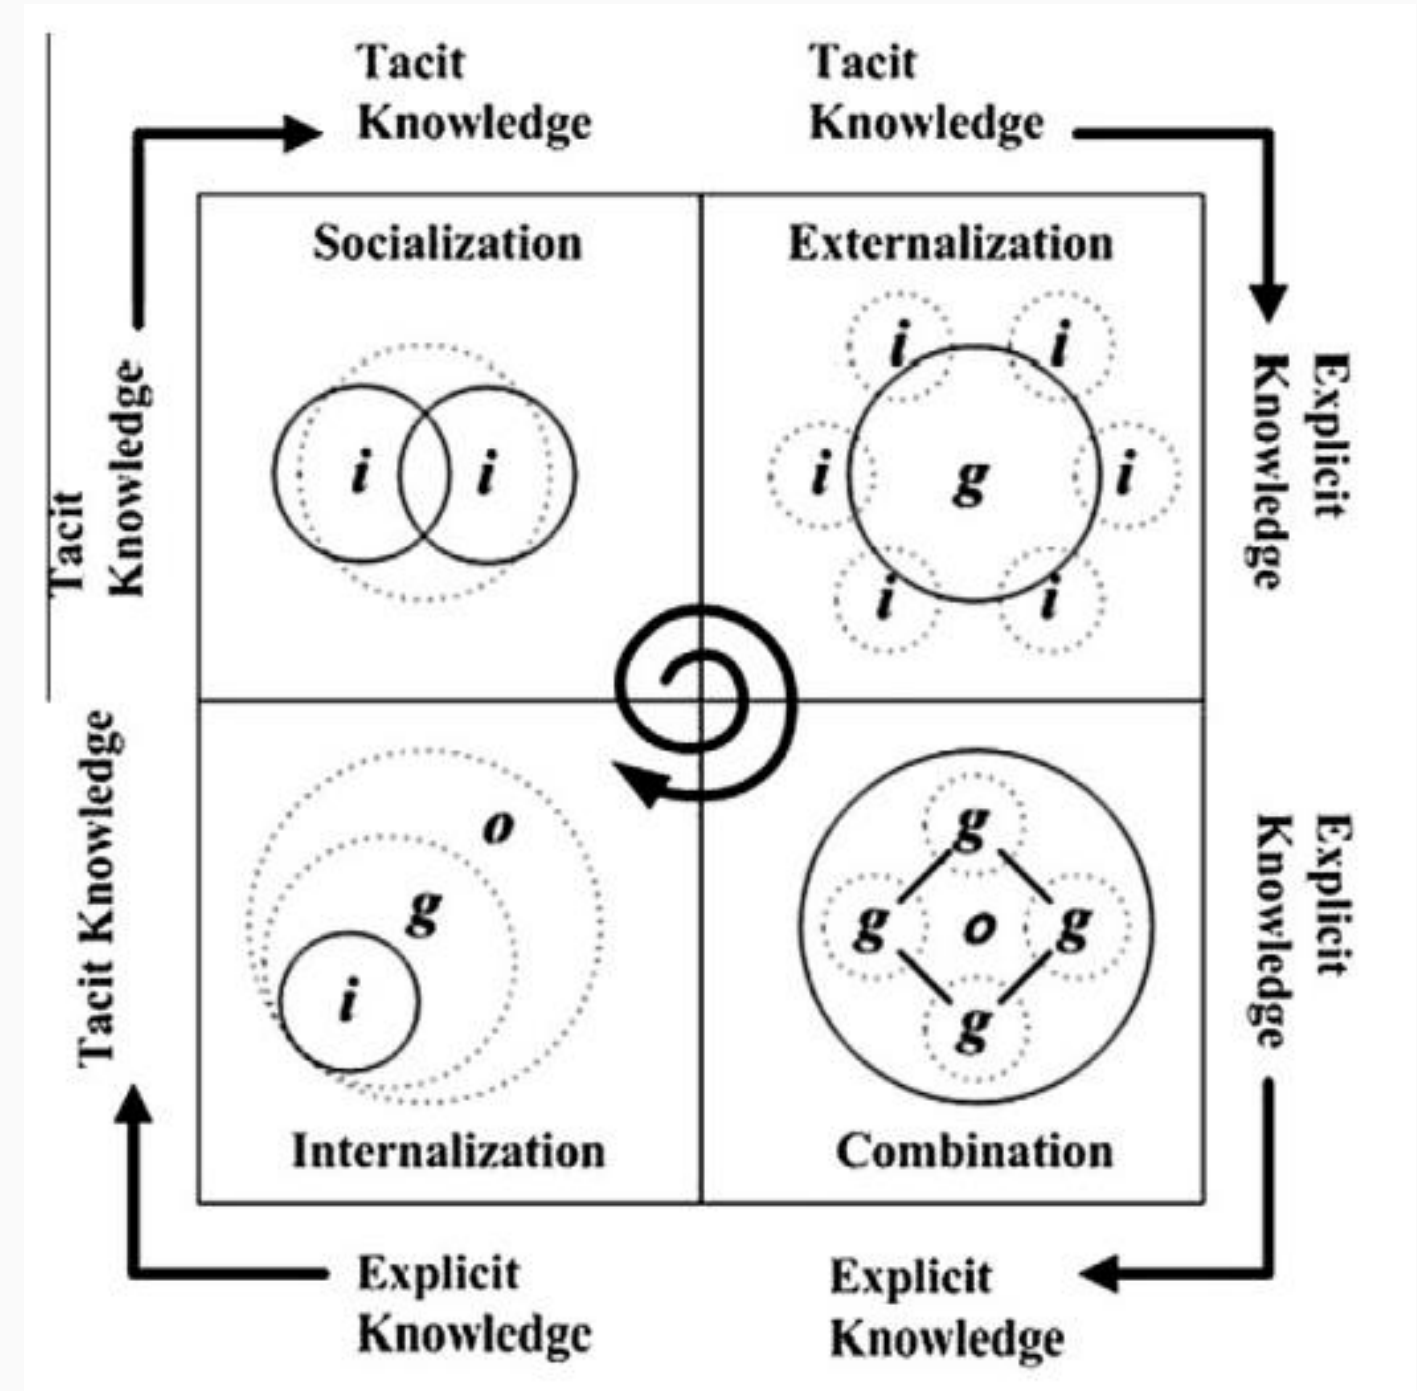 Tacit
Knowledge
Tacit
Knowledge
Socialization
Externalization
i
i
i
i
i
i
g
i
i
i
Tacit
Knowledge
Explicit
Knowledge
o
g
i
g
g
o
g
g
Tacit Knowledge
Explicit
Knowledge
Internalization
Combination
Explicit
Knowledge
Explicit
Knowledge